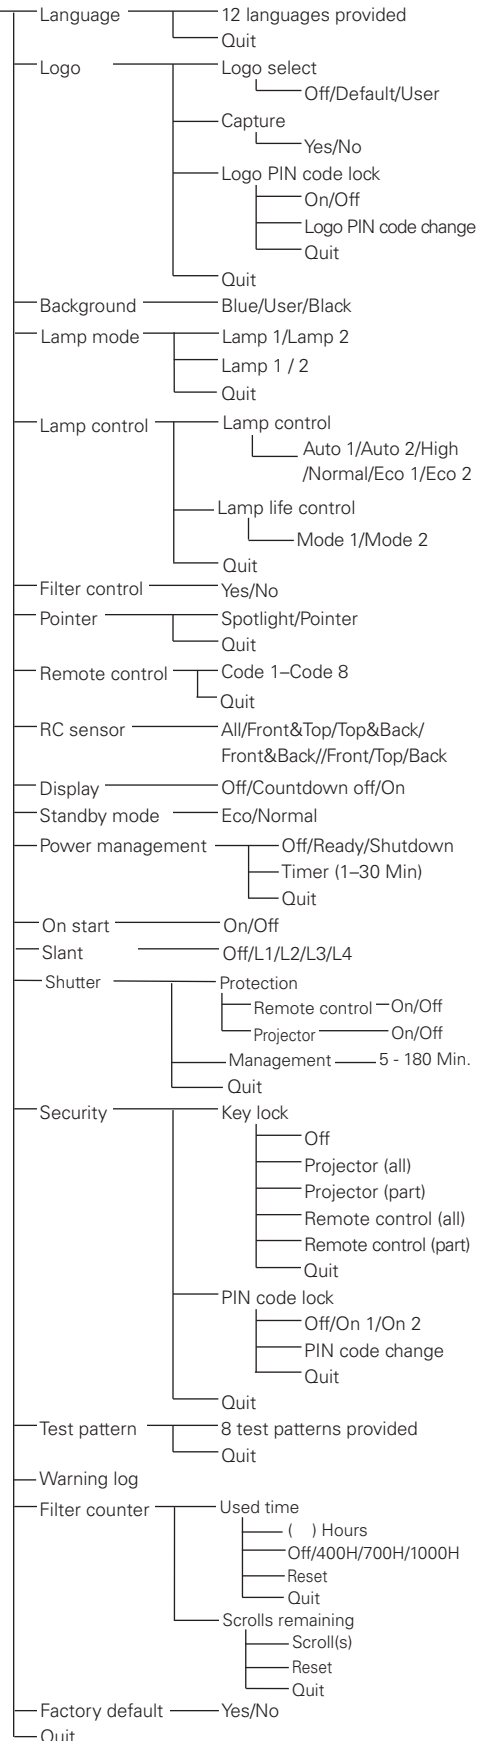 Language 12 languages provided
Quit
Logo Logo select
Off/Default/User
Capture
Yes/No
Logo PIN code lock
On/Off
Logo PIN code change
Quit
Quit
Background Blue/User/Black
Lamp mode Lamp 1/Lamp 2
Lamp 1 / 2
Quit
Lamp control Lamp control
Auto 1/Auto 2/High
/Normal/Eco 1/Eco 2
Lamp life control
Mode 1/Mode 2
Quit
Filter control Yes/No
Pointer Spotlight/Pointer
Quit
Remote control Code 1–Code 8
Quit
RC sensor All/Front&Top/Top&Back/
Front&Back//Front/Top/Back
Display Off/Countdown off/On
Standby mode Eco/Normal
Power management Off/Ready/Shutdown
Timer (1–30 Min)
Quit
On start On/Off
Slant Off/L1/L2/L3/L4
Shutter Protection
Remote control On/Off
Projector On/Off
Management 5 - 180 Min.
Quit
Security Key lock
Off
Projector (all)
Projector (part)
Remote control (all)
Remote control (part)
Quit
PIN code lock
Off/On 1/On 2
PIN code change
Quit
Quit
Test pattern 8 test patterns provided
Quit
Warning log
Filter counter Used time
( ) Hours
Off/400H/700H/1000H
Reset
Quit
Scrolls remaining
Scroll(s)
Reset
Quit
Factory default Yes/No
Quit